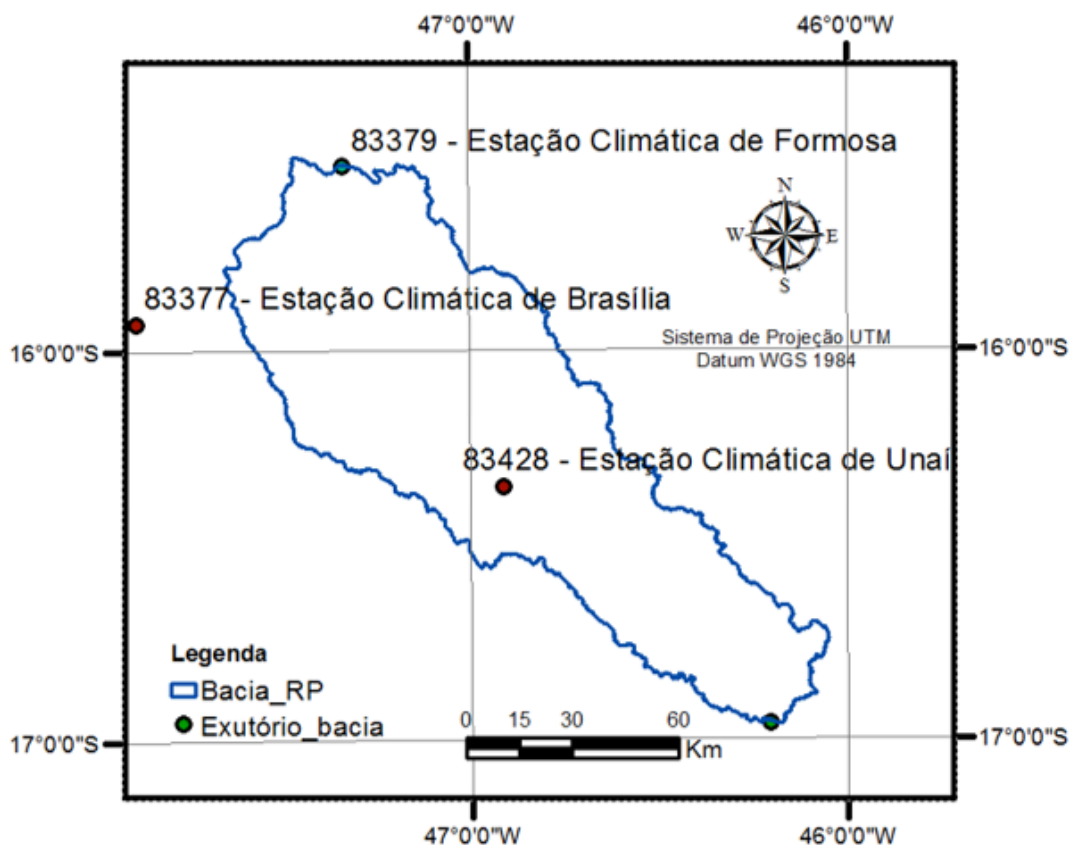 47°0'0"W
46°0'0"W
83379 - Estação Climática de Formosa
N
W
E
S
83377 - Estação Climática de Brasília
Sistema de Projeção UTM
Datum WGS 1984
16°0'0"S
16°0'0"S
83428 - Estação Climática de Unaí
Legenda
Bacia_RP
Exutório_bacia
0 15 30 60
Km
17°0'0"S
17°0'0"S
47°0'0"W
46°0'0"W